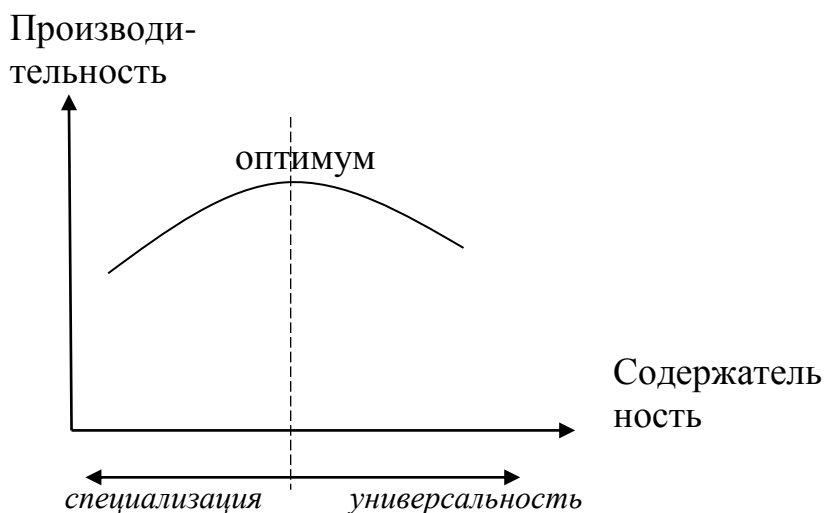 Производи-
тельность
оптимум
Содержатель
ность
специализация универсальность